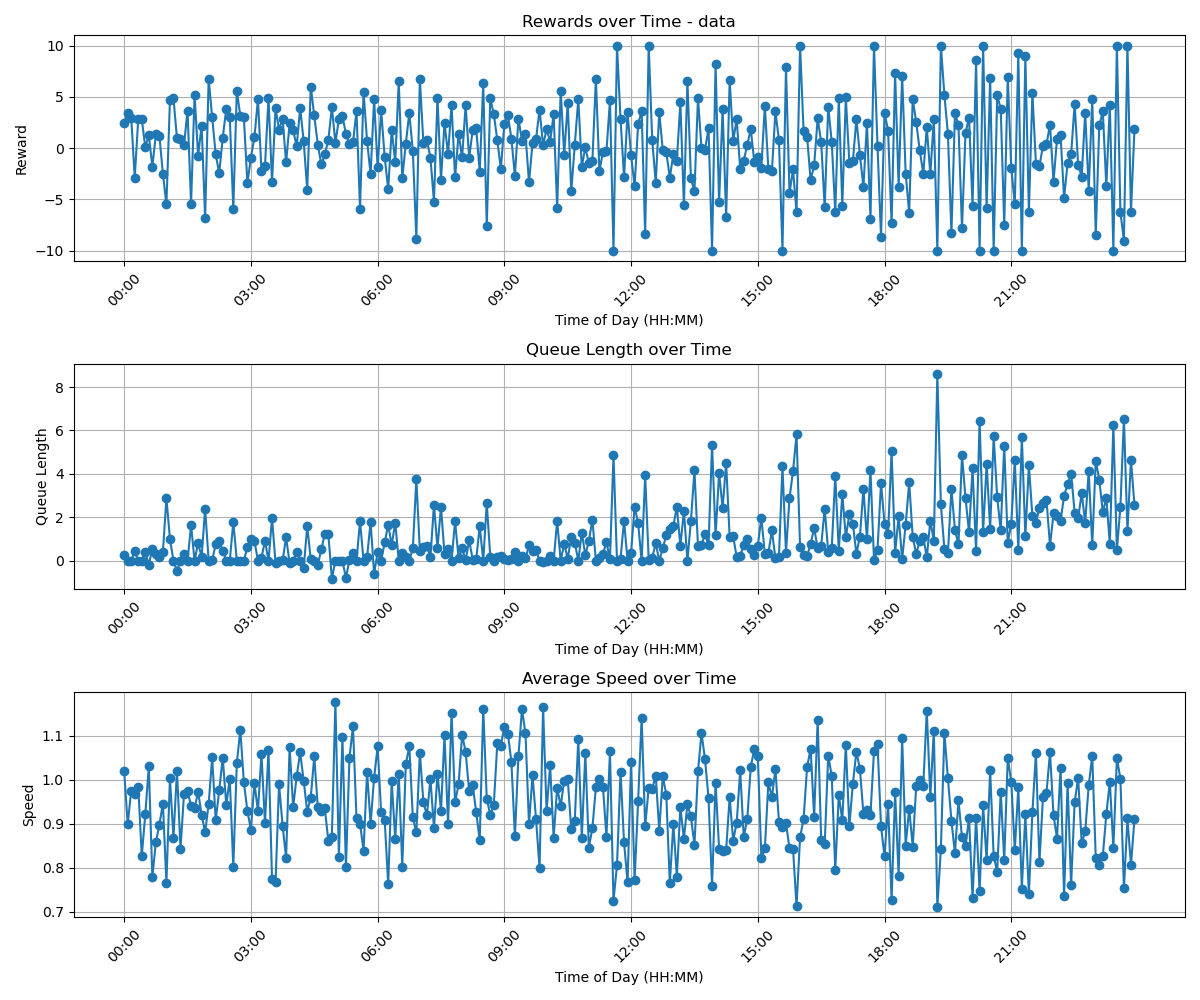 Rewards over Time - data
Reward
10
5
0
−5
−10
00:00 03:00 06:00 09:00 12:00 15:00 18:00 21:00
Time of Day (HH:MM)
Queue Length over Time
Queue Length
8
6
4
2
0
00:00 03:00 06:00 09:00 12:00 15:00 18:00 21:00
Time of Day (HH:MM)
Average Speed over Time
Speed
1.1
1.0
0.9
0.8
0.7
00:00 03:00 06:00 09:00 12:00 15:00 18:00 21:00
Time of Day (HH:MM)